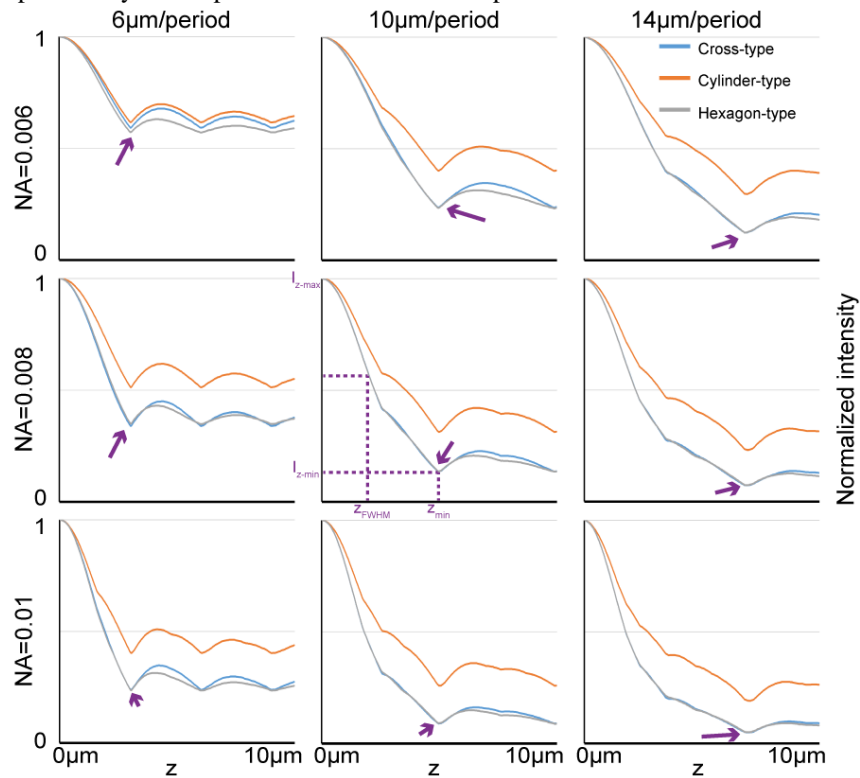 6μm/period 10μm/period 14μm/period
1
Cross-type
Cylinder-type
Hexagon-type
NA=0.006
0
1
I_z-max
NA=0.008
I_z-min
0
z_FWHM z_min
Normalized intensity
1
NA=0.01
0
0μm 10μm 0μm 10μm 0μm 10μm
z z z